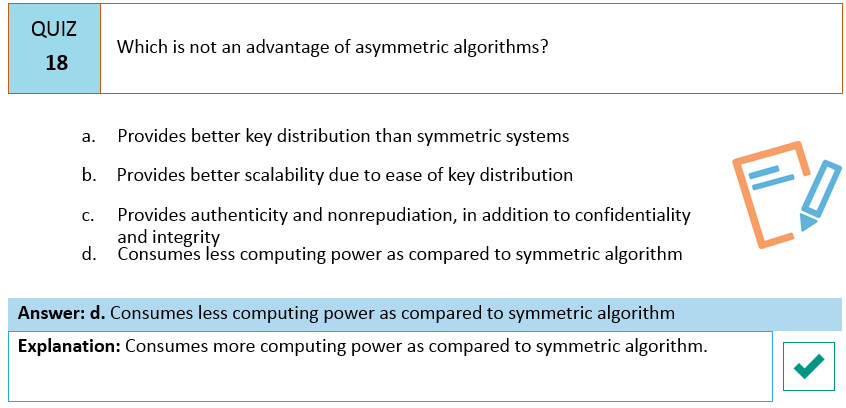 QUIZ
18
Which is not an advantage of asymmetric algorithms?
a. Provides better key distribution than symmetric systems
b. Provides better scalability due to ease of key distribution
c. Provides authenticity and nonrepudiation, in addition to confidentiality
and integrity
d. Consumes less computing power as compared to symmetric algorithm
Answer: d. Consumes less computing power as compared to symmetric algorithm
Explanation: Consumes more computing power as compared to symmetric algorithm.